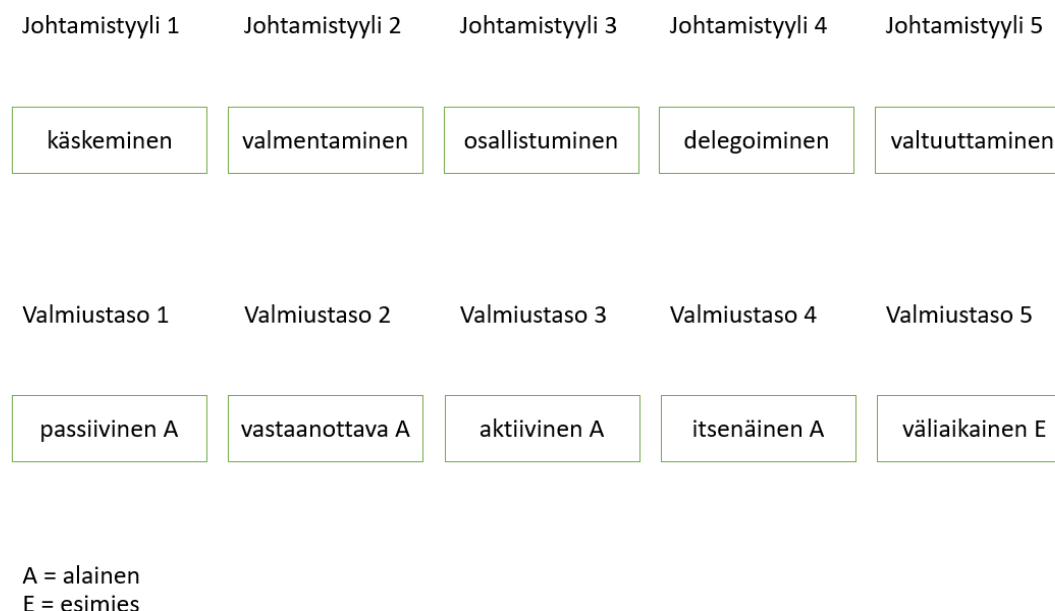 Johtamistyyli 1 Johtamistyyli 2 Johtamistyyli 3 Johtamistyyli 4 Johtamistyyli 5
käskeminen valmentaminen osallistuminen delegoiminen valtuuttaminen
Valmiustaso 1 Valmiustaso 2 Valmiustaso 3 Valmiustaso 4 Valmiustaso 5
passiivinen A vastaanottava A aktiivinen A itsenäinen A väliaikainen E
A = alainen
E = esimies